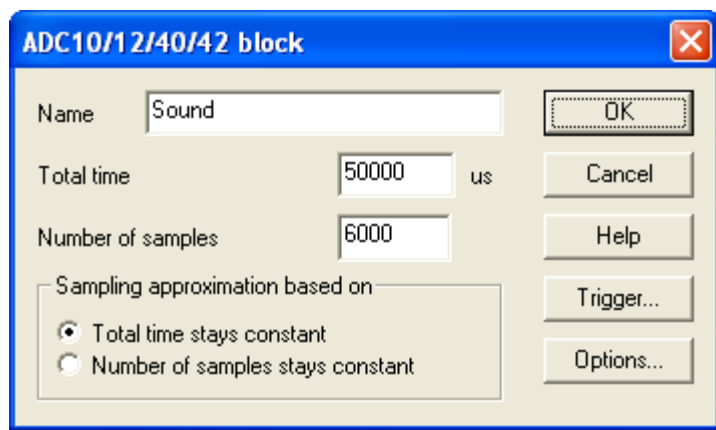 ADC10/12/40/42 block
Name Sound OK
Total time 50000 us Cancel
Number of samples 6000 Help
Sampling approximation based on
Trigger...
Total time stays constant
Number of samples stays constant
Options...